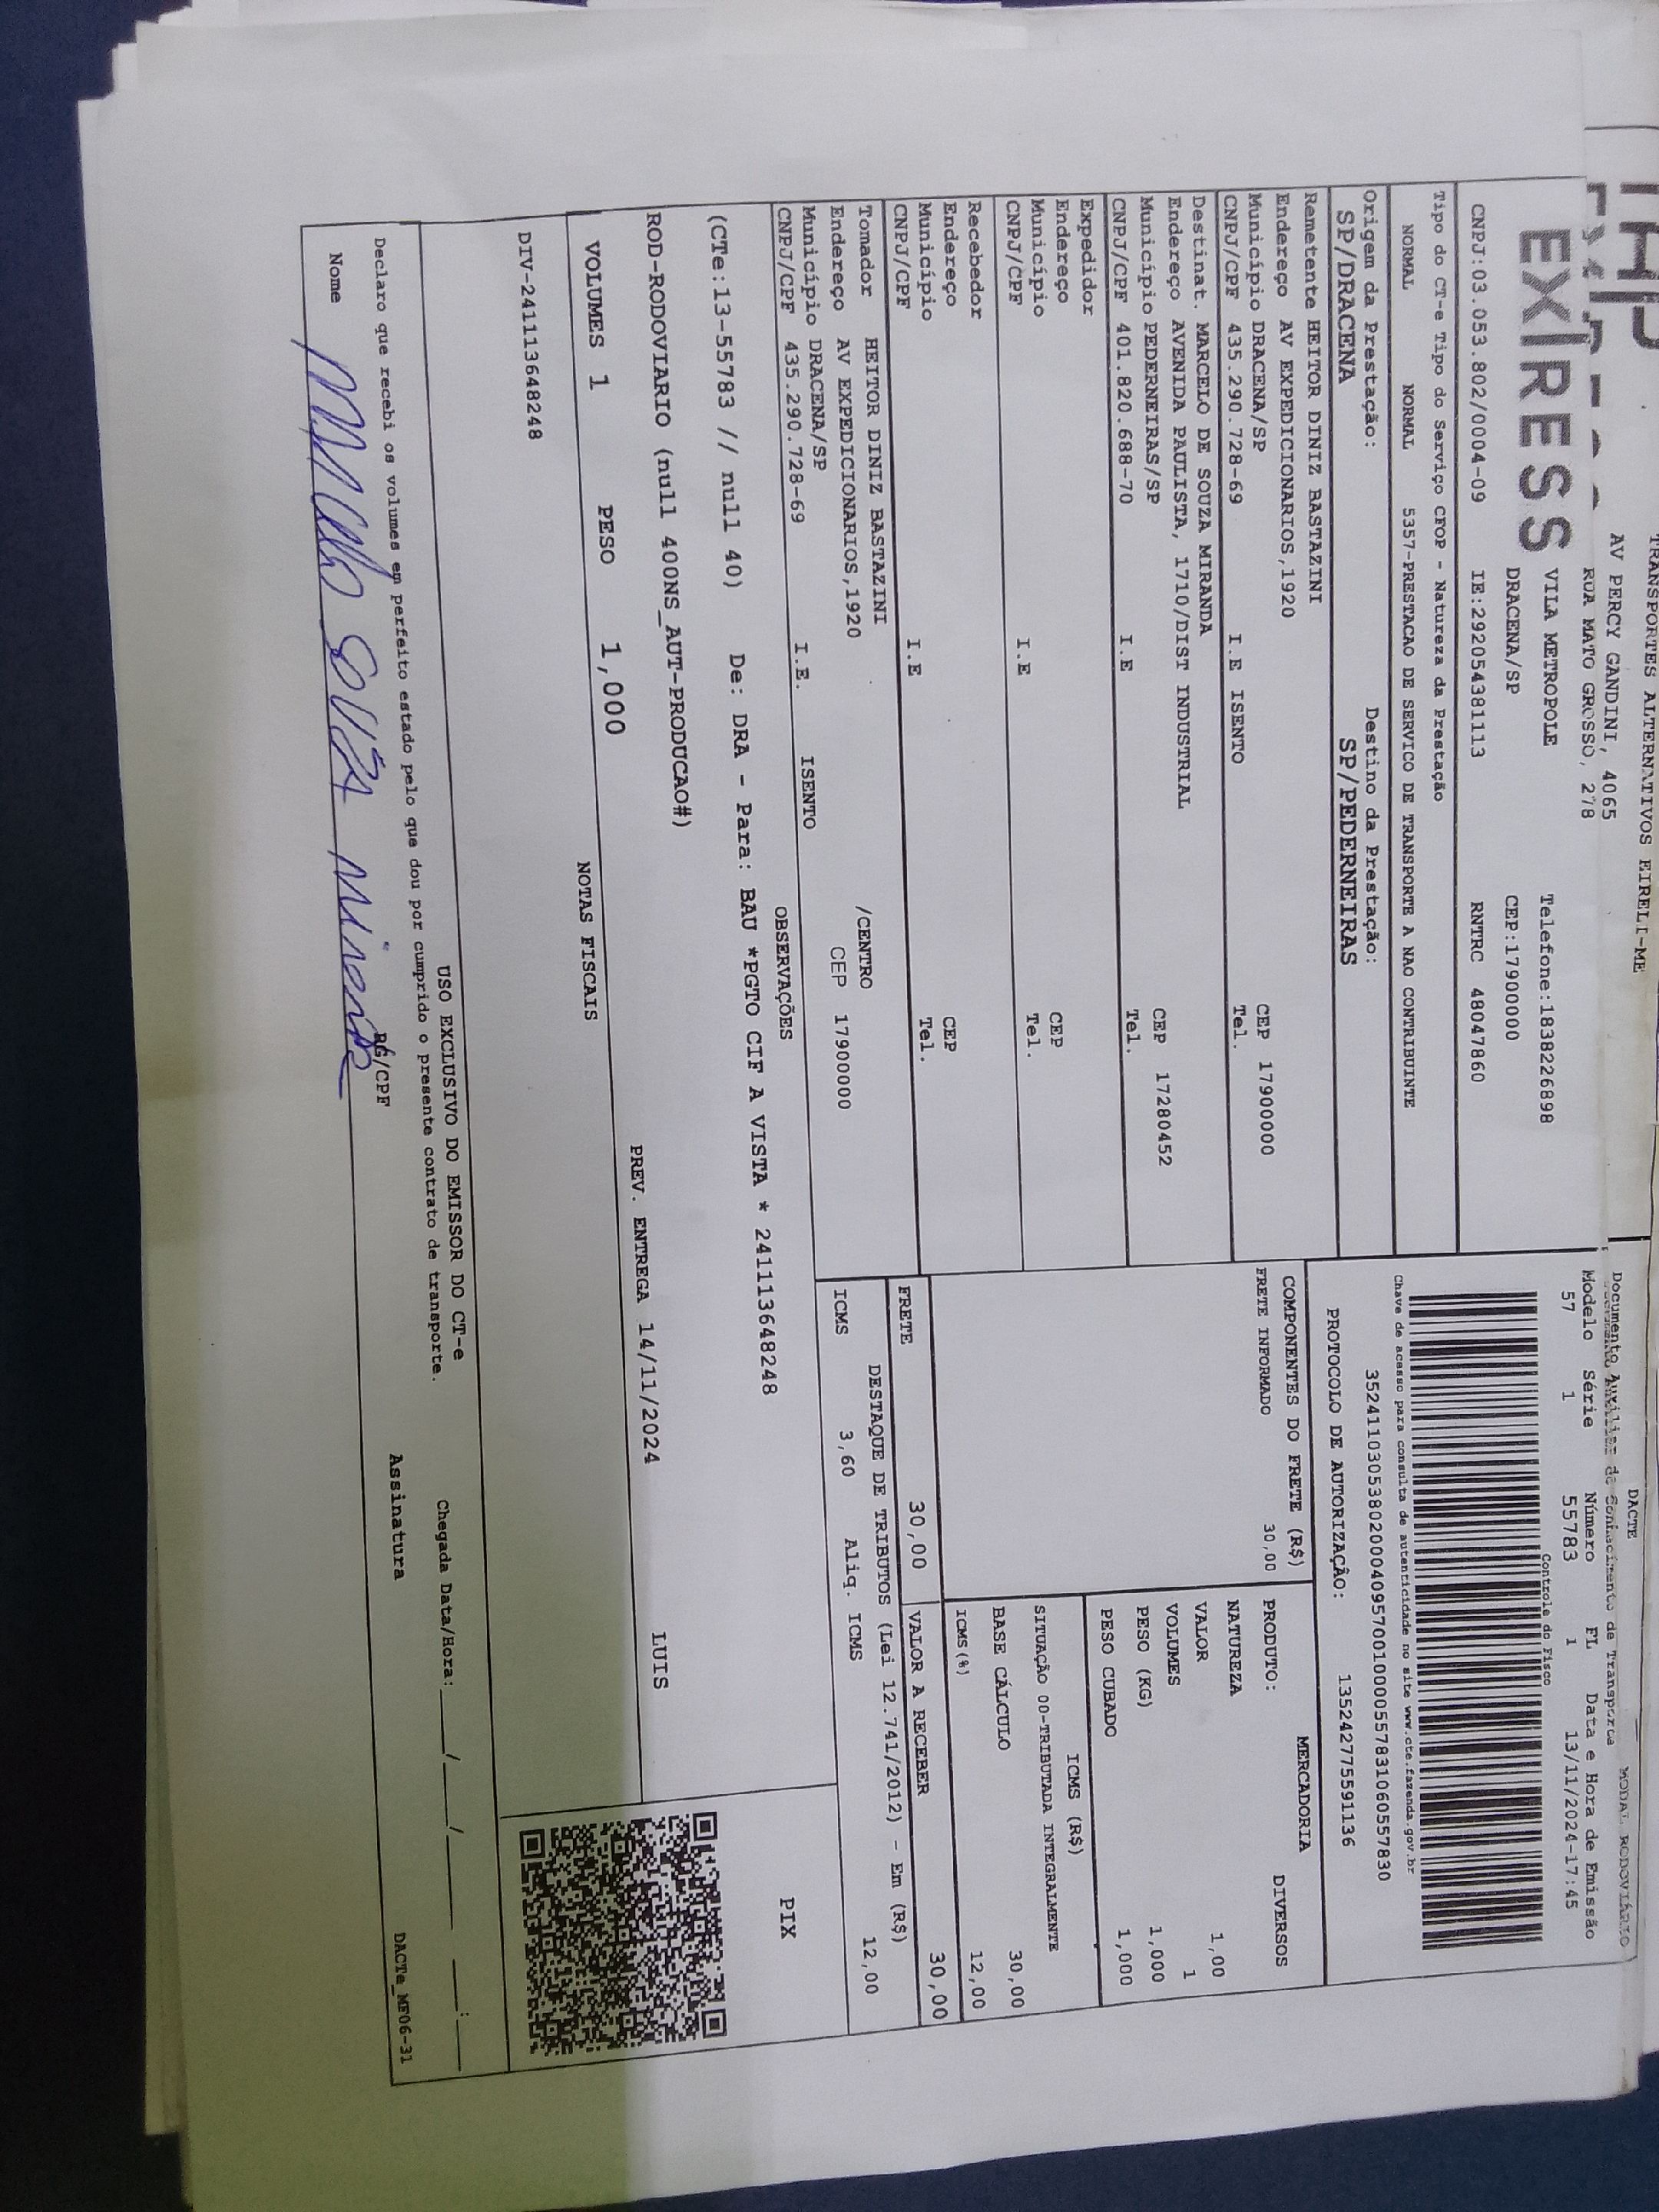 TRANSPORTES ALTERNATIVOS EIRELI-ME
AV PERCY GANDINI, 4065
RUA MATO GROSSO, 278
EXPRESS
VILA METROPOLE Telefone:1838226898
DRACENA/SP CEP:17900000
CNPJ:03.053.802/0004-09 IE:292054381113 RNTRC 48047860
Tipo do CT-e Tipo do Serviço CFOP - Natureza da Prestação
NORMAL NORMAL 5357-PRESTACAO DE SERVICO DE TRANSPORTE A NAO CONTRIBUINTE
Origem da Prestação: Destino da Prestação:
SP/DRACENA SP/PEDERNEIRAS
Remetente HEITOR DINIZ BASTAZINI
Endereço AV EXPEDICIONARIOS,1920 CEP 17900000
Município DRACENA/SP Tel.
CNPJ/CPF 435.290.728-69 I.E ISENTO
Destinat. MARCELO DE SOUZA MIRANDA
Endereço AVENIDA PAULISTA, 1710/DIST INDUSTRIAL
Município PEDERNEIRAS/SP CEP 17280452
CNPJ/CPF 401.820.688-70 I.E Tel.
Expedidor
Endereço CEP
Município Tel.
CNPJ/CPF I.E
Recebedor
Endereço CEP
Município Tel.
CNPJ/CPF I.E
Tomador HEITOR DINIZ BASTAZINI /CENTRO
Endereço AV EXPEDICIONARIOS,1920 CEP 17900000
Município DRACENA/SP
CNPJ/CPF 435.290.728-69 I.E. ISENTO
DACTE MODAL RODOVIÁRIO
Documento Auxiliar de Conhecimento de Transporte
Modelo Série Número FL Data e Hora de Emissão
57 1 55783 1 13/11/2024-17:45
Controle do Fisco
Chave de acesso para consulta de autenticidade no site www.cte.fazenda.gov.br
35241103053802000409570010000557831060557830
PROTOCOLO DE AUTORIZAÇÃO: 135242775591136
COMPONENTES DO FRETE (R$)
FRETE INFORMADO 30,00
MERCADORIA
PRODUTO: DIVERSOS
NATUREZA
VALOR 1,00
VOLUMES 1
PESO (KG) 1,000
PESO CUBADO 1,000
ICMS (R$)
SITUAÇÃO 00-TRIBUTADA INTEGRALMENTE
BASE CÁLCULO 30,00
ICMS(%) 12,00
FRETE 30,00 VALOR A RECEBER 30,00
DESTAQUE DE TRIBUTOS (Lei 12.741/2012) - Em (R$)
ICMS 3,60 Aliq. ICMS 12,00
OBSERVAÇÕES
(CTe:13-55783 // null 40) De: DRA - Para: BAU *PGTO CIF A VISTA * 241113648248
ROD-RODOVIARIO (null 400NS_AUT-PRODUCAO#)
PIX
PREV. ENTREGA 14/11/2024 LUIS
VOLUMES 1 PESO 1,000
NOTAS FISCAIS
DIV-241113648248
USO EXCLUSIVO DO EMISSOR DO CT-e
Declaro que recebi os volumes em perfeito estado pelo que dou por cumprido o presente contrato de transporte. Chegada Data/Hora:___/___/____ ___:___
Nome Marcelo Souza Miranda RG/CPF Assinatura
DACTe_MF06-31